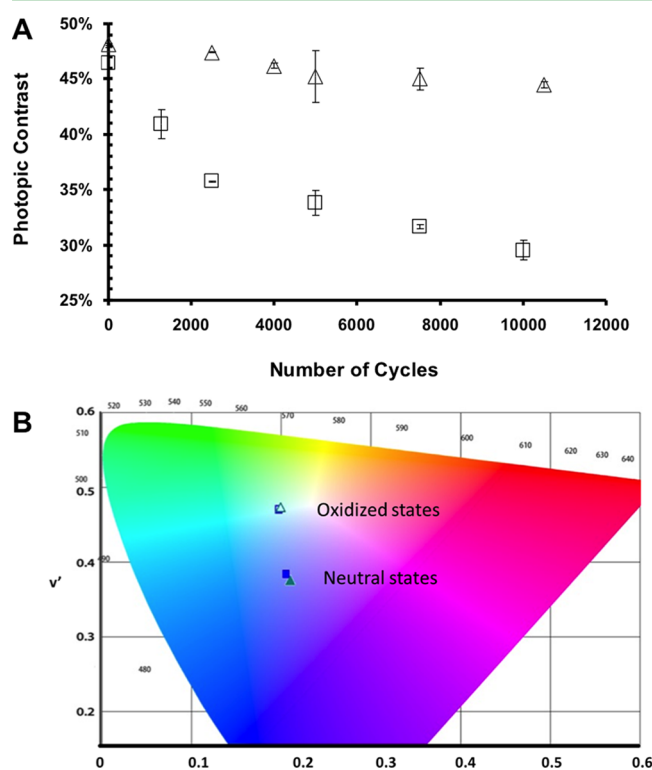 A
50%
45%
40%
35%
30%
25%
Photopic Contrast
0 2000 4000 6000 8000 10000 12000
Number of Cycles
B
0.6
520 530 540 550 560 570 580 590 600 610 620 630 640
510
500
0.5
Oxidized states
0.4
490
v'
Neutral states
0.3
480
0.2
0 0.1 0.2 0.3 0.4 0.5 0.6